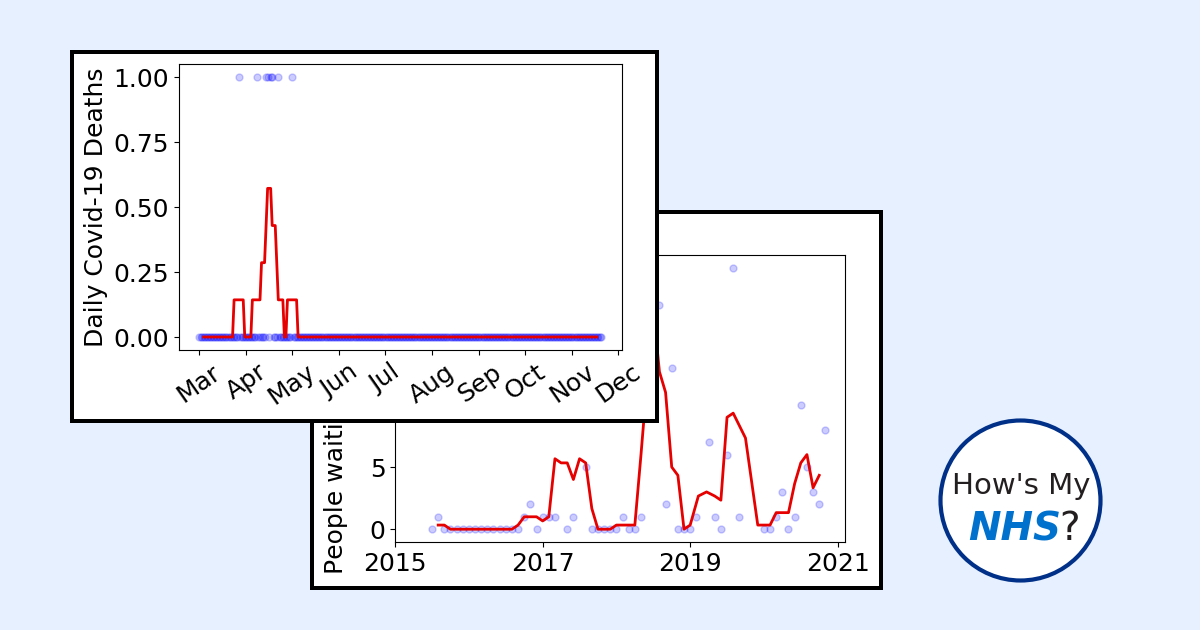 Daily Covid-19 Deaths
1.00
0.75
0.50
0.25
0.00
Mar Apr May Jun Jul Aug Sep Oct Nov Dec
People waiti
5
0
2015 2017 2019 2021
How's My
NHS?